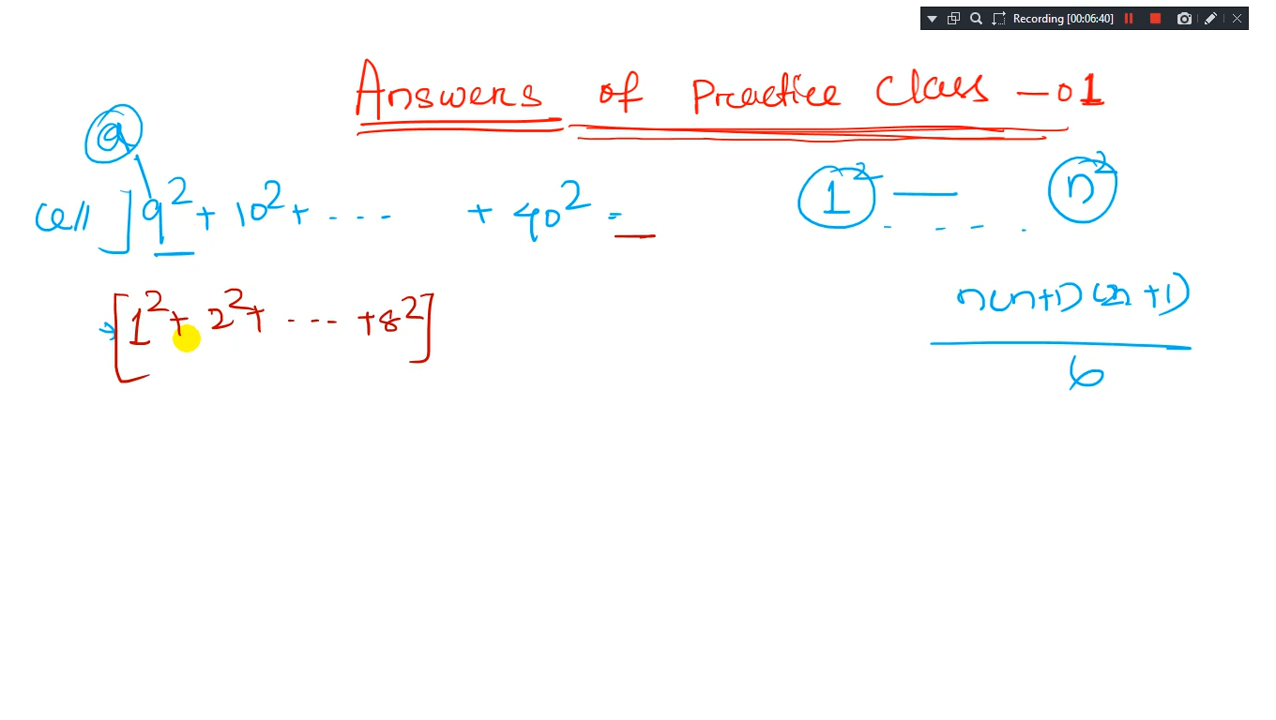 Recording [00:06:40]
Answers of Practice Class - 01
a
cell ] 9² + 10² + ... + 40² =
1² — n²
....
n(n+1)(2n+1)
6
→ [1² + 2² + ... + 8²]